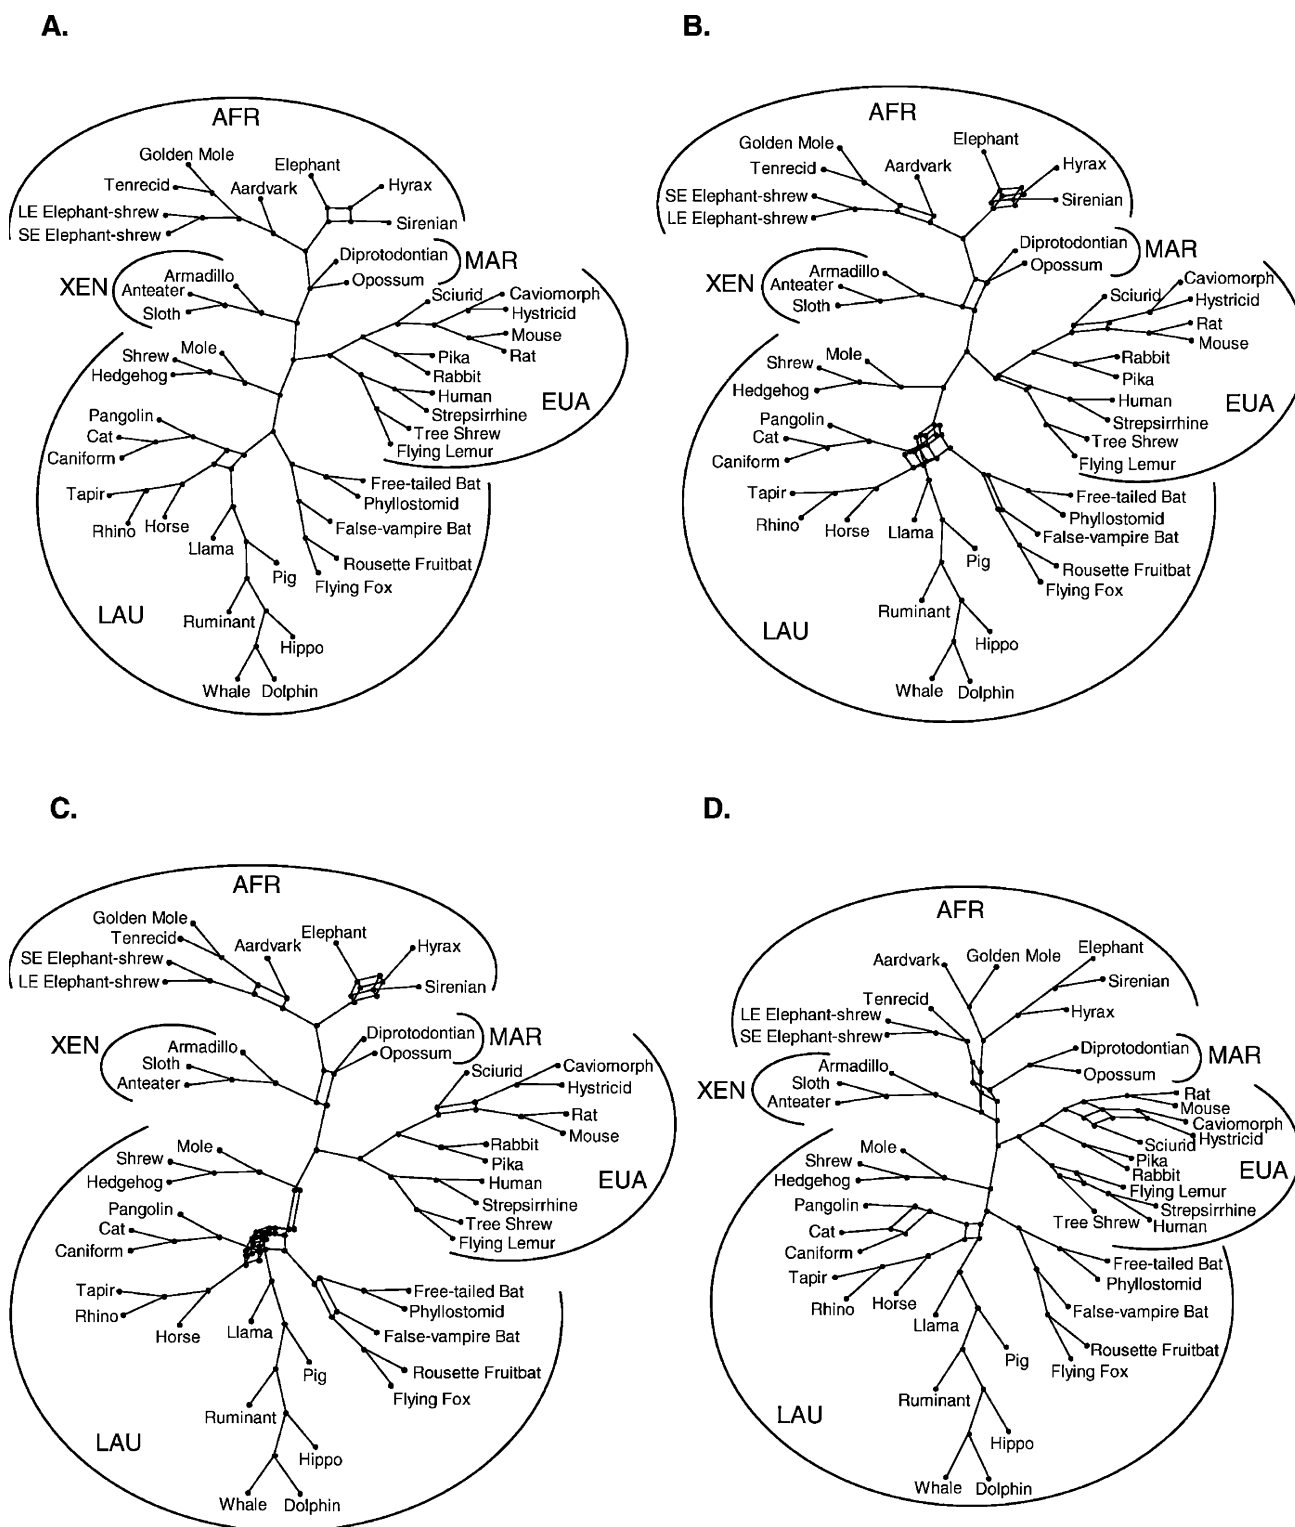 A.
AFR
Golden Mole
Elephant
Tenrecid
Aardvark
Hyrax
LE Elephant-shrew
SE Elephant-shrew
Sirenian
Diprotodontian
MAR
Opossum
XEN
Armadillo
Anteater
Sloth
Sciurid
Caviomorph
Hystricid
Mouse
Rat
Shrew
Mole
Hedgehog
Pika
Rabbit
Human
EUA
Strepsirrhine
Tree Shrew
Flying Lemur
Pangolin
Cat
Caniform
Tapir
Rhino
Horse
Llama
Free-tailed Bat
Phyllostomid
False-vampire Bat
Rousette Fruitbat
Flying Fox
Pig
LAU
Ruminant
Hippo
Whale
Dolphin
B.
AFR
Golden Mole
Elephant
Tenrecid
Aardvark
Hyrax
SE Elephant-shrew
LE Elephant-shrew
Sirenian
Diprotodontian
MAR
Opossum
XEN
Armadillo
Anteater
Sloth
Sciurid
Caviomorph
Hystricid
Rat
Mouse
Shrew
Mole
Hedgehog
Rabbit
Pika
Human
EUA
Strepsirrhine
Tree Shrew
Flying Lemur
Pangolin
Cat
Caniform
Tapir
Rhino
Horse
Llama
Free-tailed Bat
Phyllostomid
False-vampire Bat
Rousette Fruitbat
Flying Fox
Pig
LAU
Ruminant
Hippo
Whale
Dolphin
C.
AFR
Golden Mole
Elephant
Tenrecid
Aardvark
Hyrax
SE Elephant-shrew
LE Elephant-shrew
Sirenian
Diprotodontian
MAR
Opossum
XEN
Armadillo
Sloth
Anteater
Sciurid
Caviomorph
Hystricid
Rat
Mouse
Mole
Shrew
Hedgehog
Rabbit
Pika
Human
EUA
Strepsirrhine
Tree Shrew
Flying Lemur
Pangolin
Cat
Caniform
Tapir
Rhino
Horse
Llama
Free-tailed Bat
Phyllostomid
False-vampire Bat
Rousette Fruitbat
Flying Fox
Pig
LAU
Ruminant
Hippo
Whale
Dolphin
D.
AFR
Aardvark
Golden Mole
Elephant
Sirenian
Tenrecid
Hyrax
LE Elephant-shrew
SE Elephant-shrew
Diprotodontian
MAR
Opossum
XEN
Armadillo
Sloth
Anteater
Rat
Mouse
Caviomorph
Hystricid
Sciurid
Pika
Rabbit
EUA
Flying Lemur
Strepsirrhine
Human
Tree Shrew
Mole
Shrew
Hedgehog
Pangolin
Cat
Caniform
Tapir
Rhino
Horse
Llama
Free-tailed Bat
Phyllostomid
False-vampire Bat
Rousette Fruitbat
Flying Fox
Pig
LAU
Ruminant
Hippo
Whale
Dolphin